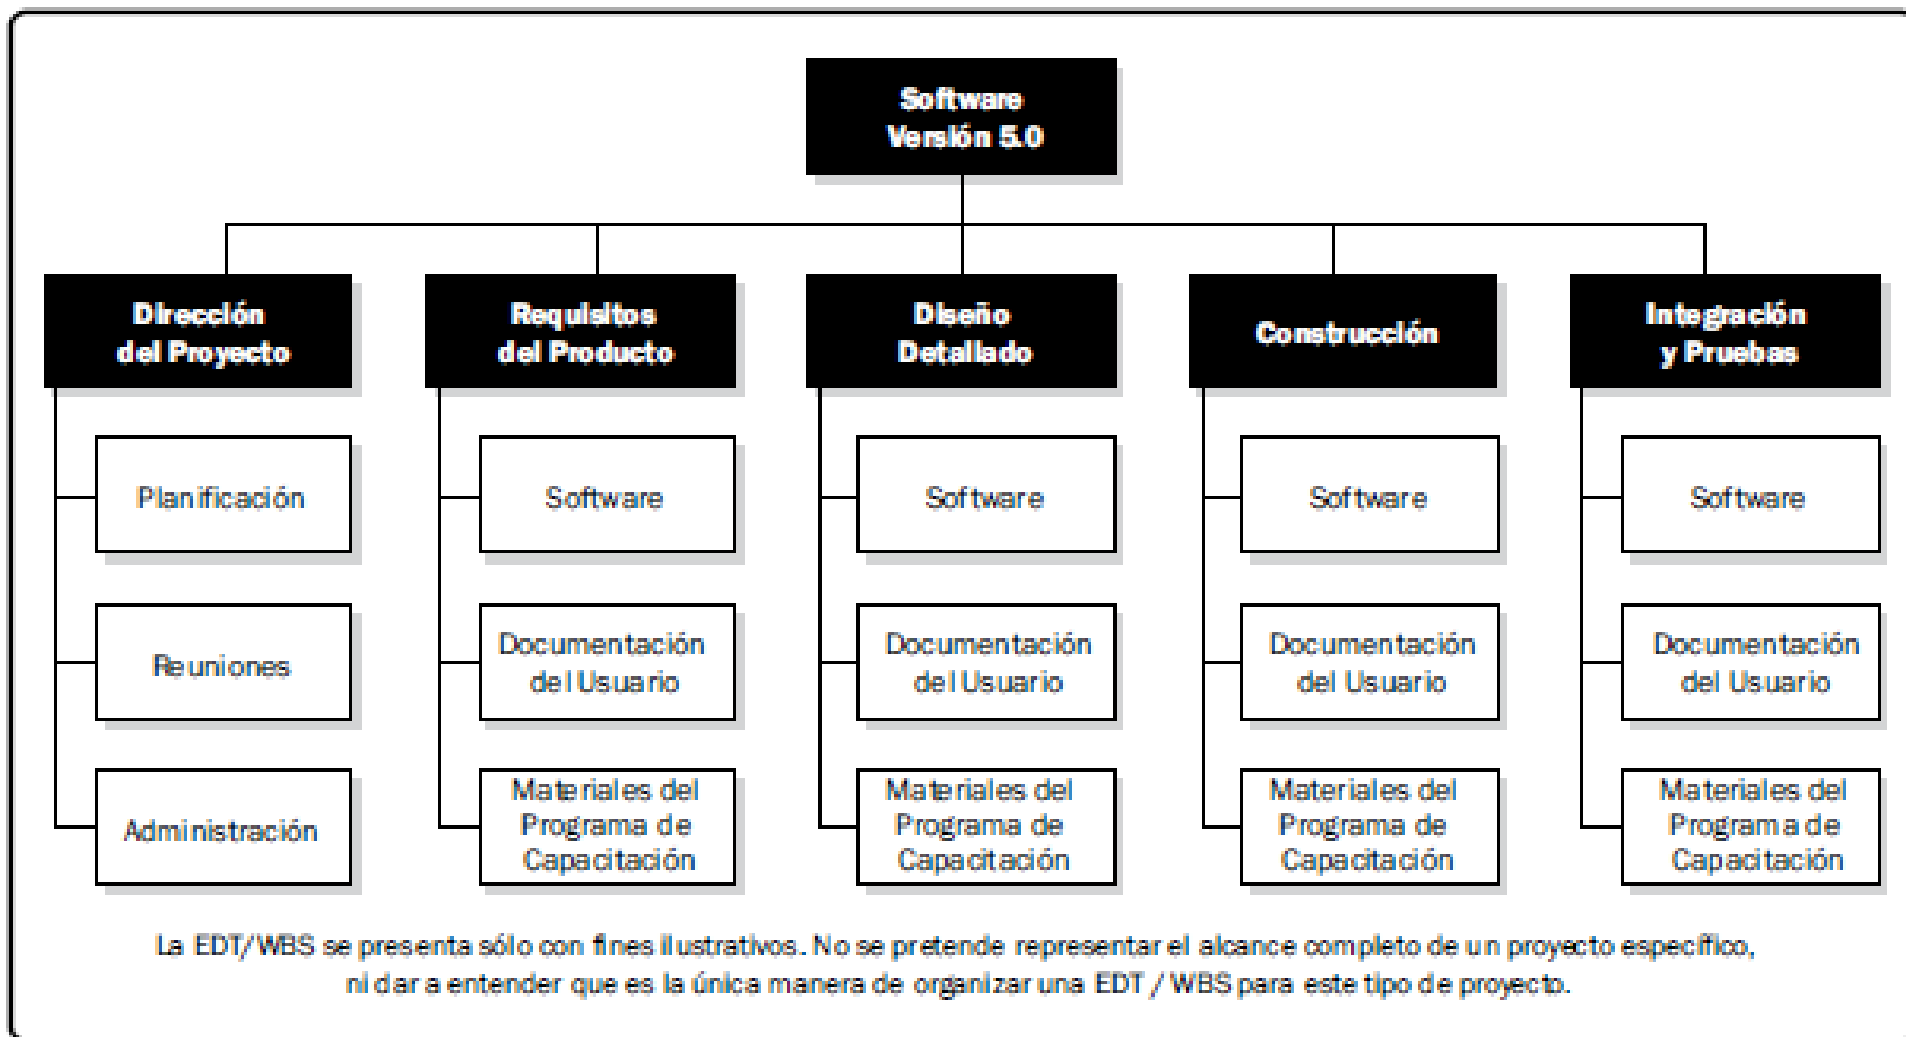 Software
Versión 5.0
Dirección
del Proyecto
Requisitos
del Producto
Diseño
Detallado
Construcción
Integración
y Pruebas
Planificación
Software
Software
Software
Software
Reuniones
Documentación
del Usuario
Documentación
del Usuario
Documentación
del Usuario
Documentación
del Usuario
Administración
Materiales del
Programa de
Capacitación
Materiales del
Programa de
Capacitación
Materiales del
Programa de
Capacitación
Materiales del
Programa de
Capacitación
La EDT/WBS se presenta sólo con fines ilustrativos. No se pretende representar el alcance completo de un proyecto específico,
ni dar a entender que es la única manera de organizar una EDT / WBS para este tipo de proyecto.